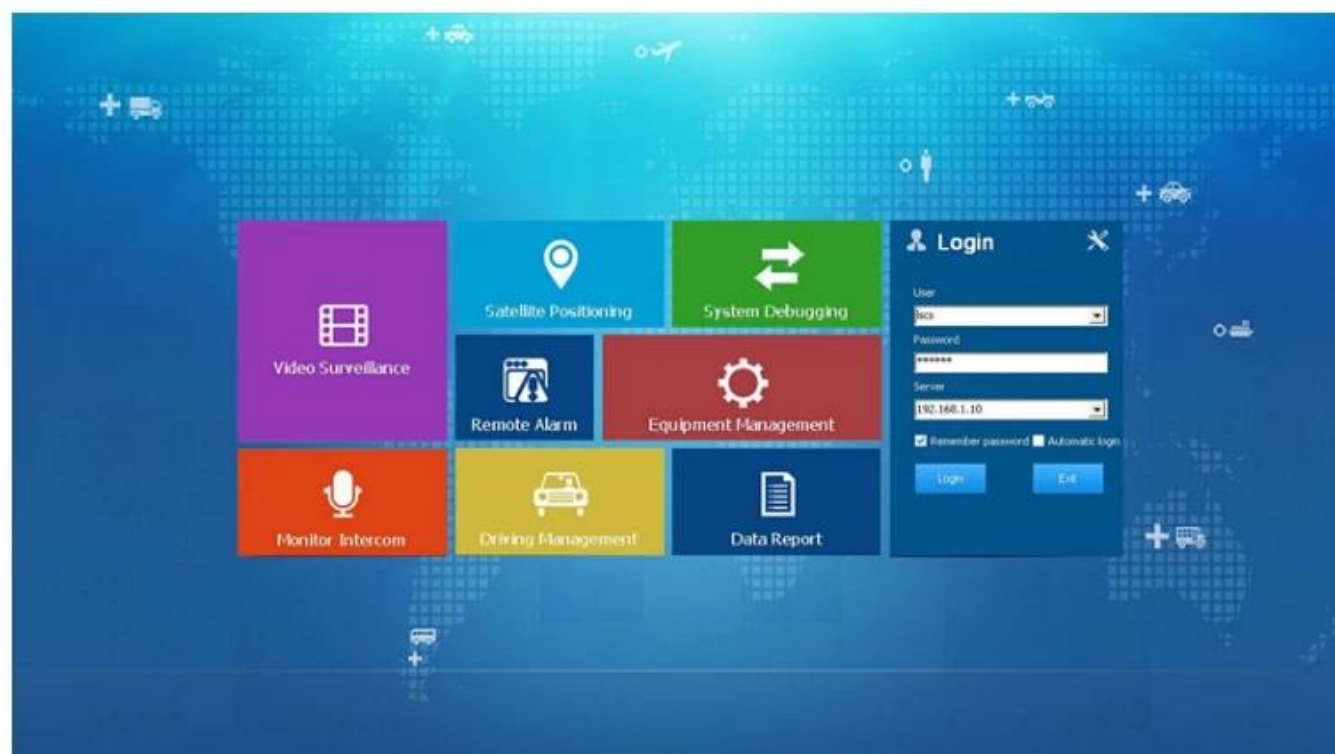 Video Surveillance
Satellite Positioning
System Debugging
Remote Alarm
Equipment Management
Monitor Intercom
Driving Management
Data Report
Login
User
Password
******
Server
192.168.1.10
Remember password
Automatic login
Login
Exit